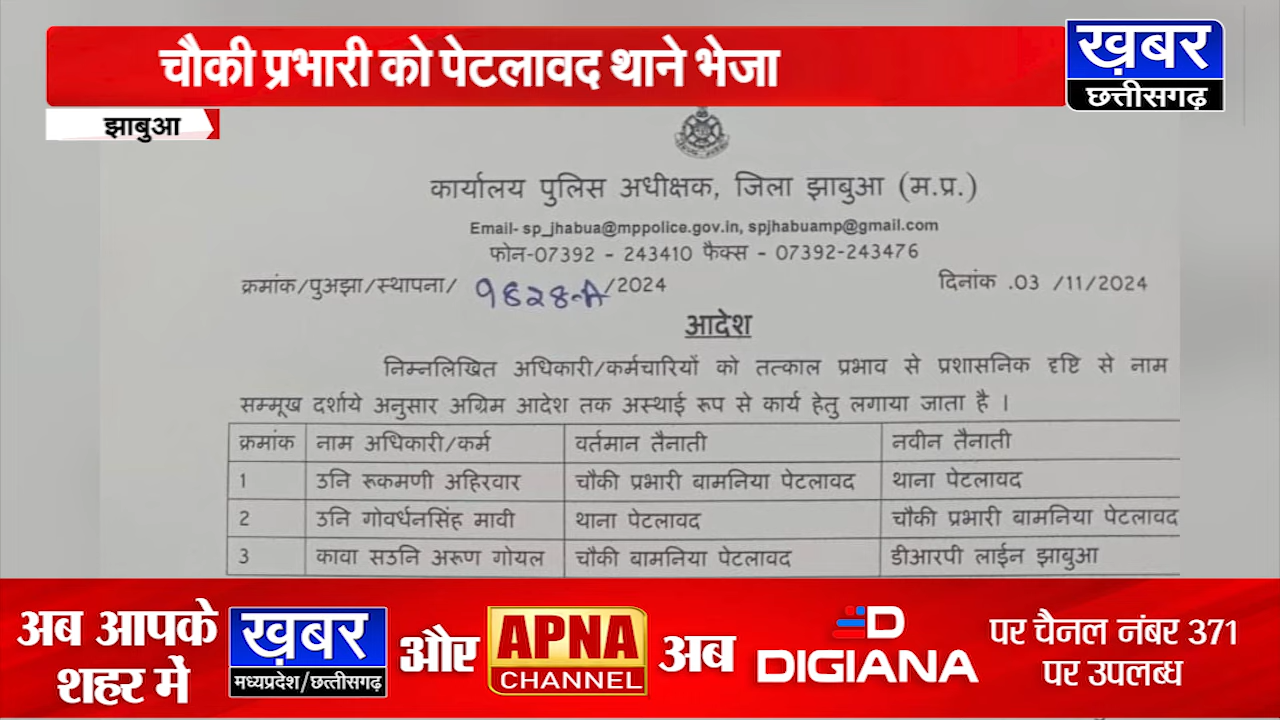 चौकी प्रभारी को पेटलावद थाने भेजा
ख़बर
छत्तीसगढ़
झाबुआ
कार्यालय पुलिस अधीक्षक, जिला झाबुआ (म.प्र.)
Email- sp_jhabua@mppolice.gov.in, spjhabuamp@gmail.com
फोन-07392 - 243410 फैक्स - 07392-243476
क्रमांक/पुअझा/स्थापना/ 9828-A/2024 दिनांक .03 /11/2024
आदेश
निम्नलिखित अधिकारी/कर्मचारियों को तत्काल प्रभाव से प्रशासनिक दृष्टि से नाम
सम्मूख दर्शाये अनुसार अग्रिम आदेश तक अस्थाई रूप से कार्य हेतु लगाया जाता है ।
क्रमांक नाम अधिकारी/कर्म वर्तमान तैनाती नवीन तैनाती
1 उनि रूकमणी अहिरवार चौकी प्रभारी बामनिया पेटलावद थाना पेटलावद
2 उनि गोवर्धनसिंह मावी थाना पेटलावद चौकी प्रभारी बामनिया पेटलावद
3 कावा सउनि अरूण गोयल चौकी बामनिया पेटलावद डीआरपी लाईन झाबुआ
अब आपके शहर में
ख़बर
मध्यप्रदेश/छत्तीसगढ़
और
APNA
CHANNEL
अब
DIGIANA
पर चैनल नंबर 371
पर उपलब्ध